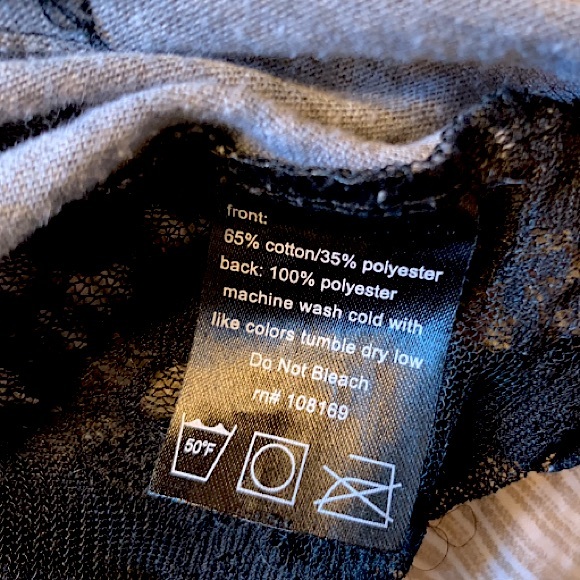 front:
65% cotton/35% polyester
back: 100% polyester
machine wash cold with
like colors tumble dry low
Do Not Bleach
rn# 108169
50°F